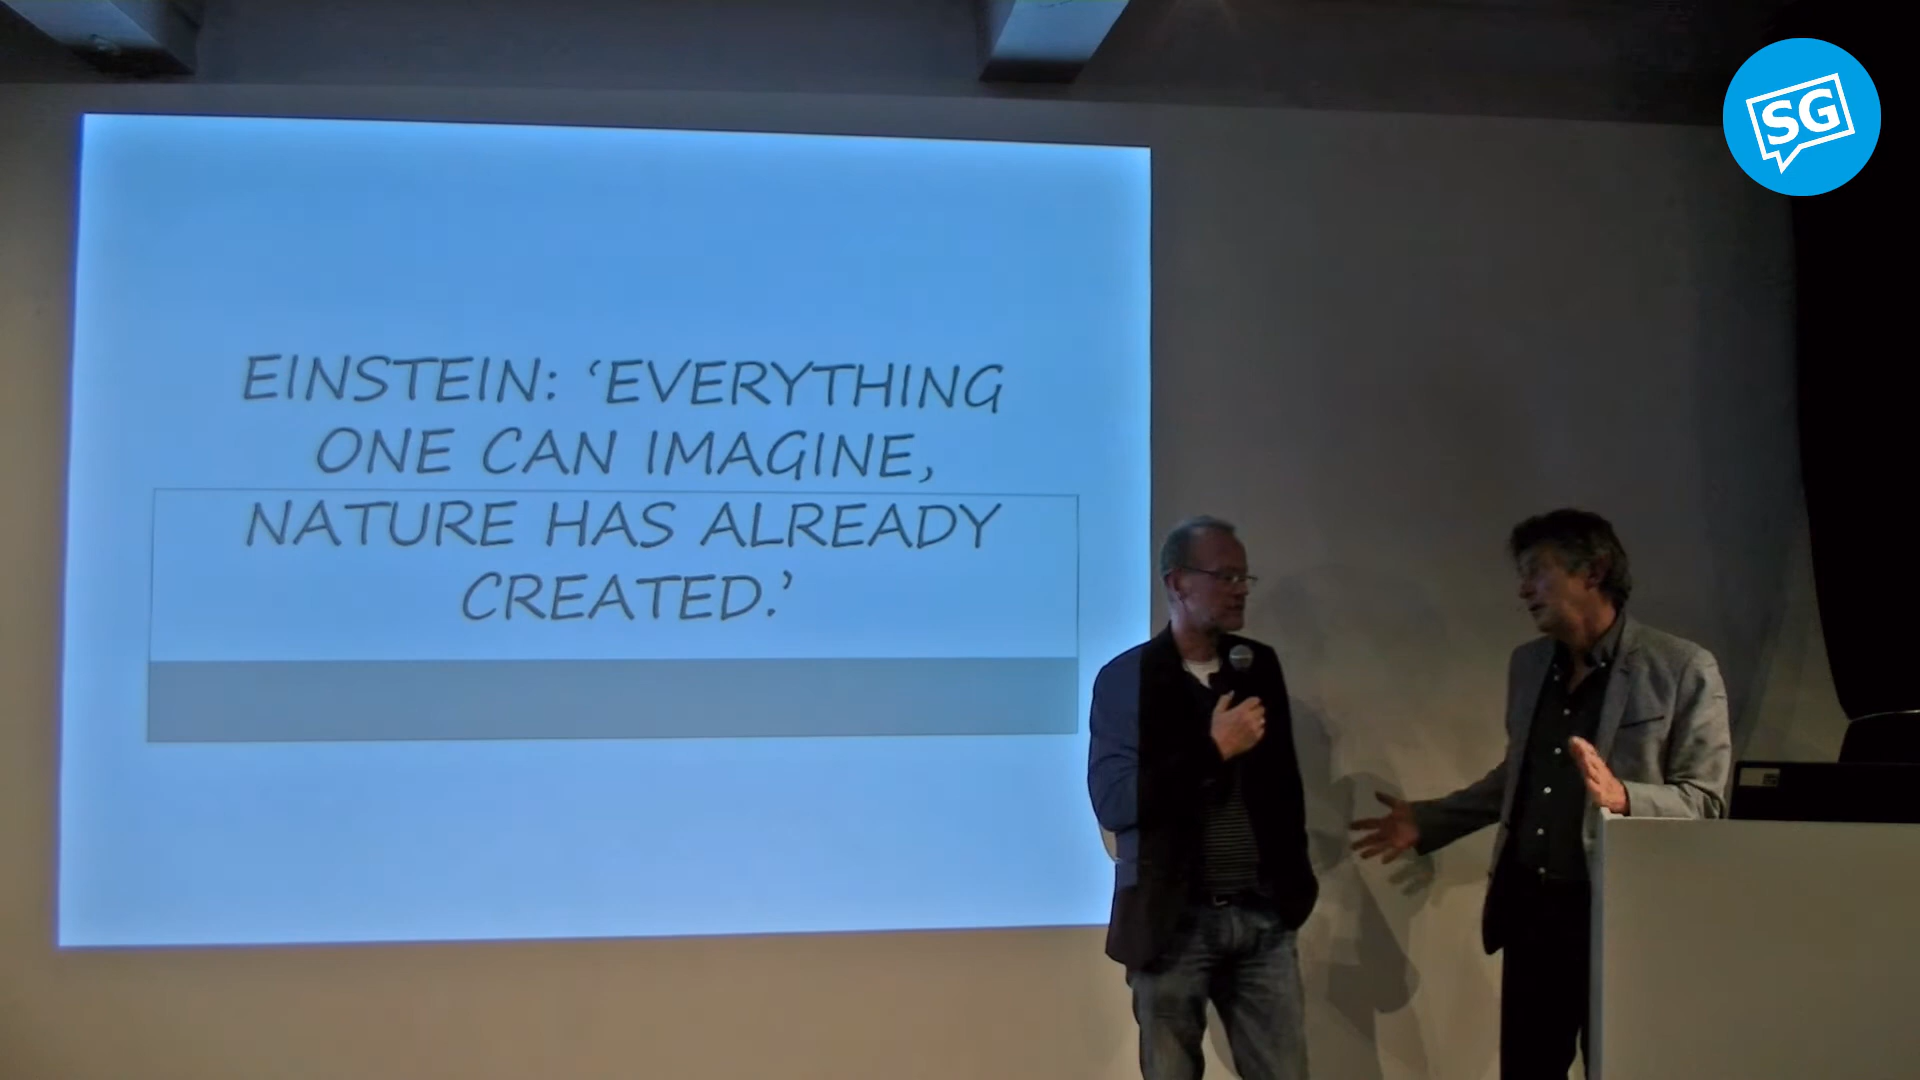 SG
EINSTEIN: ‘EVERYTHING
ONE CAN IMAGINE,
NATURE HAS ALREADY
CREATED.’